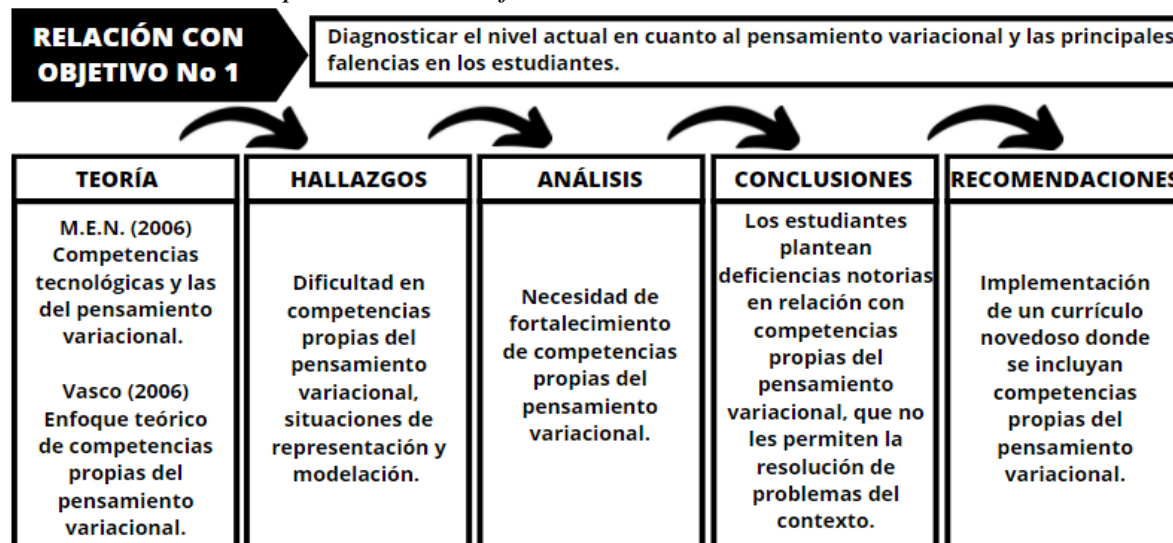 RELACIÓN CON
OBJETIVO No 1
Diagnosticar el nivel actual en cuanto al pensamiento variacional y las principales
falencias en los estudiantes.
TEORÍA
M.E.N. (2006)
Competencias
tecnológicas y las
del pensamiento
variacional.
Vasco (2006)
Enfoque teórico
de competencias
propias del
pensamiento
variacional.
HALLAZGOS
Dificultad en
competencias
propias del
pensamiento
variacional,
situaciones de
representación y
modelación.
ANÁLISIS
Necesidad de
fortalecimiento
de competencias
propias del
pensamiento
variacional.
CONCLUSIONES
Los estudiantes
plantean
deficiencias notorias
en relación con
competencias
propias del
pensamiento
variacional, que no
les permiten la
resolución de
problemas del
contexto.
RECOMENDACIONES
Implementación
de un currículo
novedoso donde
se incluyan
competencias
propias del
pensamiento
variacional.